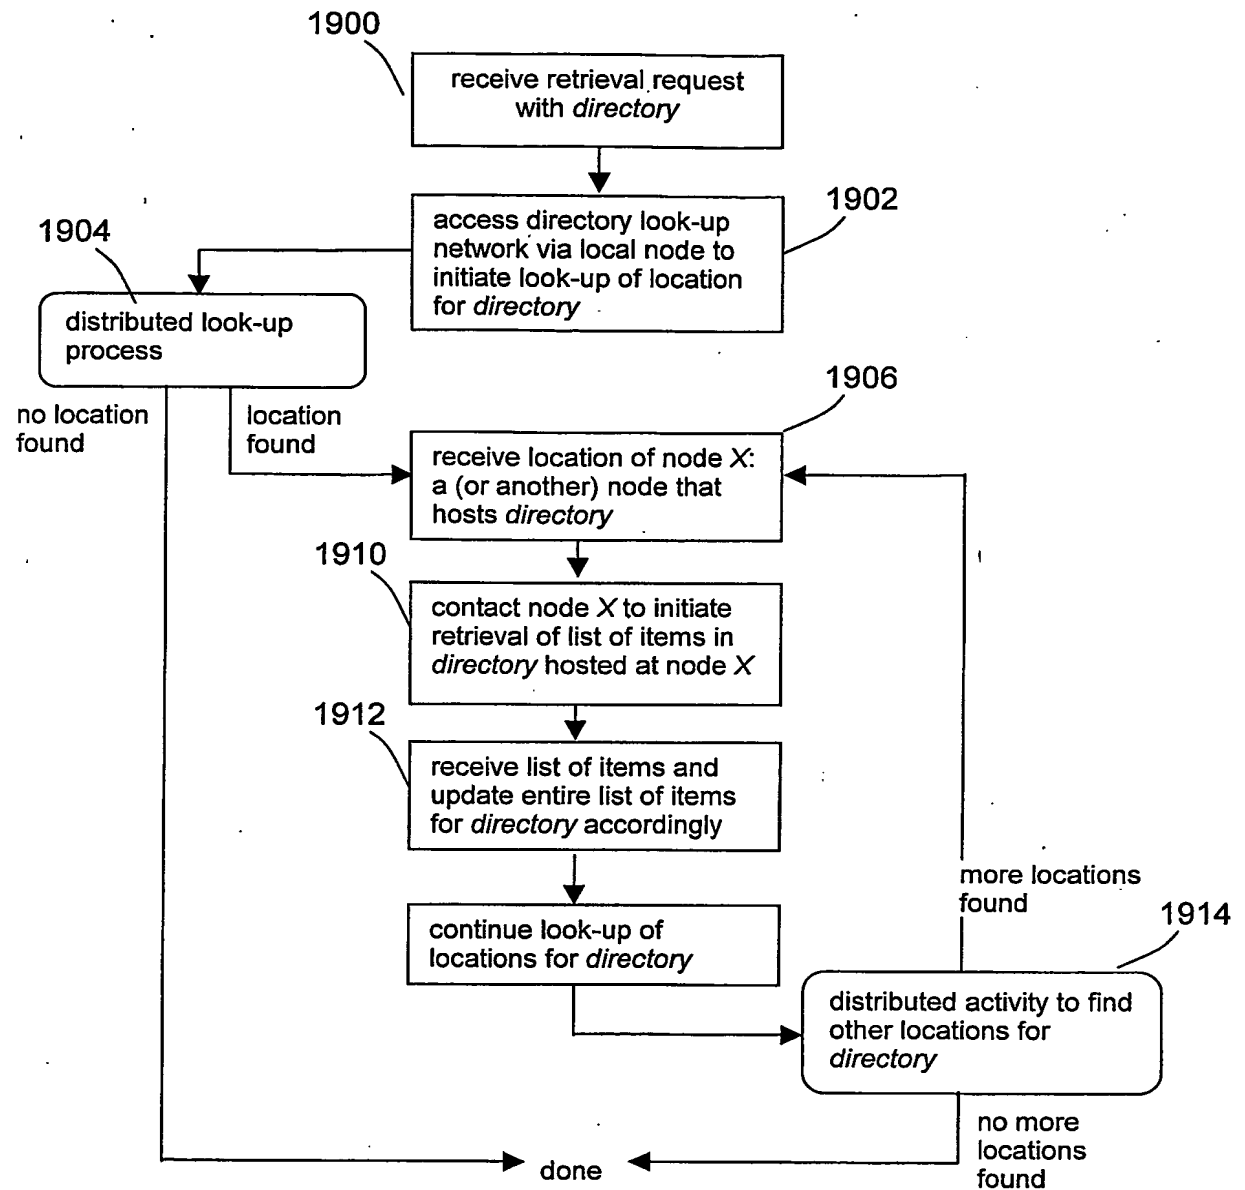 1900
receive retrieval request
with directory
1902
access directory look-up
network via local node to
initiate look-up of location
for directory
1904
distributed look-up
process
no location
found
location
found
1906
receive location of node X:
a (or another) node that
hosts directory
1910
contact node X to initiate
retrieval of list of items in
directory hosted at node X
1912
receive list of items and
update entire list of items
for directory accordingly
continue look-up of
locations for directory
more locations
found
1914
distributed activity to find
other locations for
directory
no more
locations
found
done